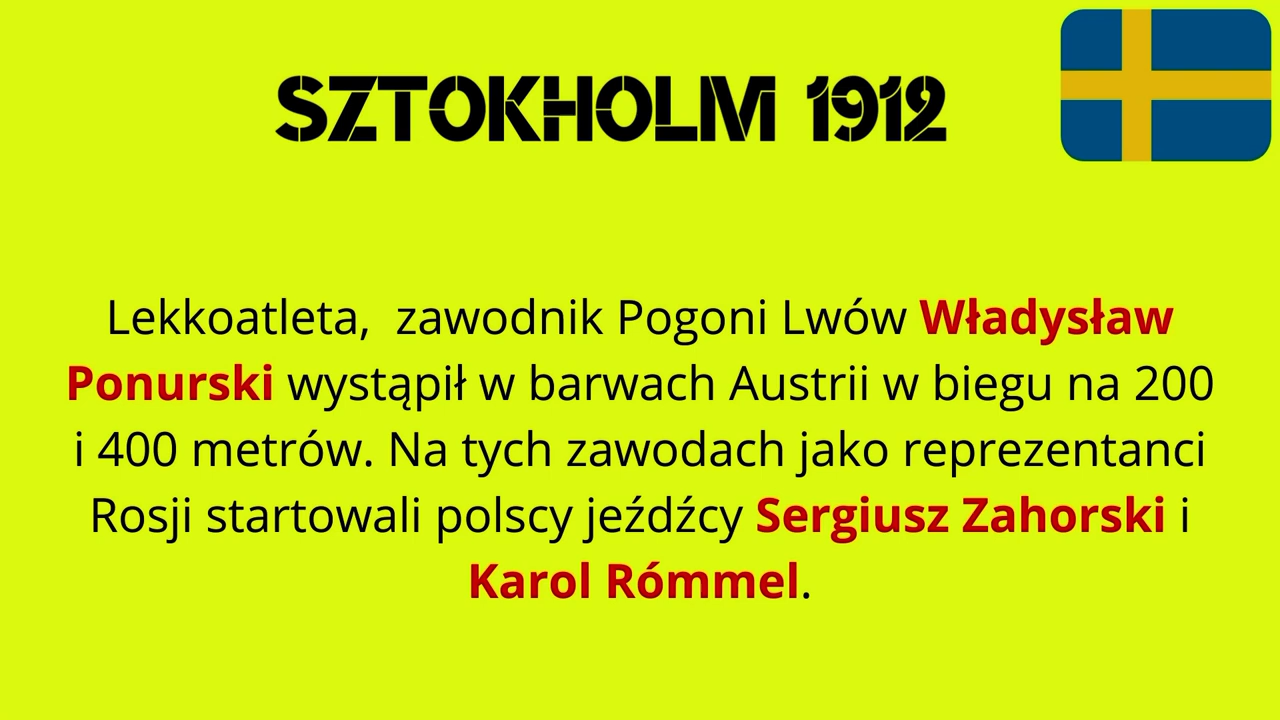 SZTOKHOLM 1912
Lekkoatleta, zawodnik Pogoni Lwów Władysław
Ponurski wystąpił w barwach Austrii w biegu na 200
i 400 metrów. Na tych zawodach jako reprezentanci
Rosji startowali polscy jeźdźcy Sergiusz Zahorski i
Karol Rómmel.